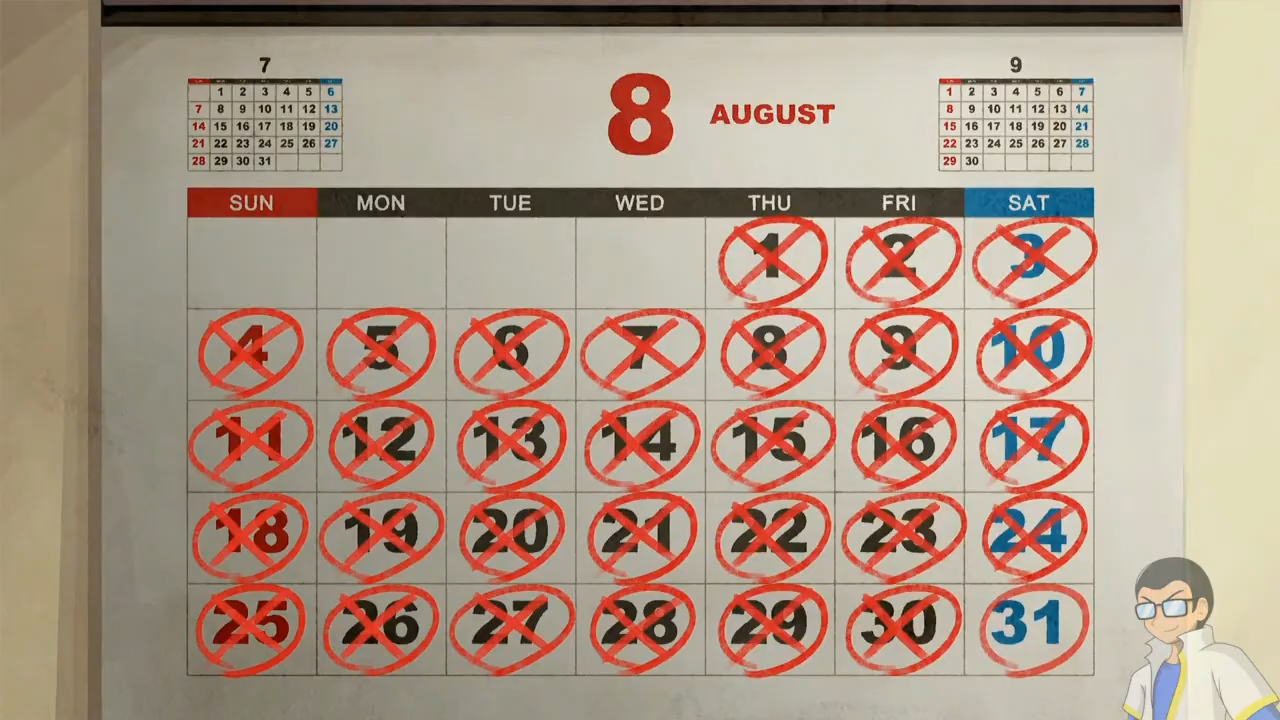 7
1 2 3 4 5 6
7 8 9 10 11 12 13
14 15 16 17 18 19 20
21 22 23 24 25 26 27
28 29 30 31
8 AUGUST
9
1 2 3 4 5 6 7
8 9 10 11 12 13 14
15 16 17 18 19 20 21
22 23 24 25 26 27 28
29 30
SUN MON TUE WED THU FRI SAT
1 2 3
4 5 6 7 8 9 10
11 12 13 14 15 16 17
18 19 20 21 22 23 24
25 26 27 28 29 30 31